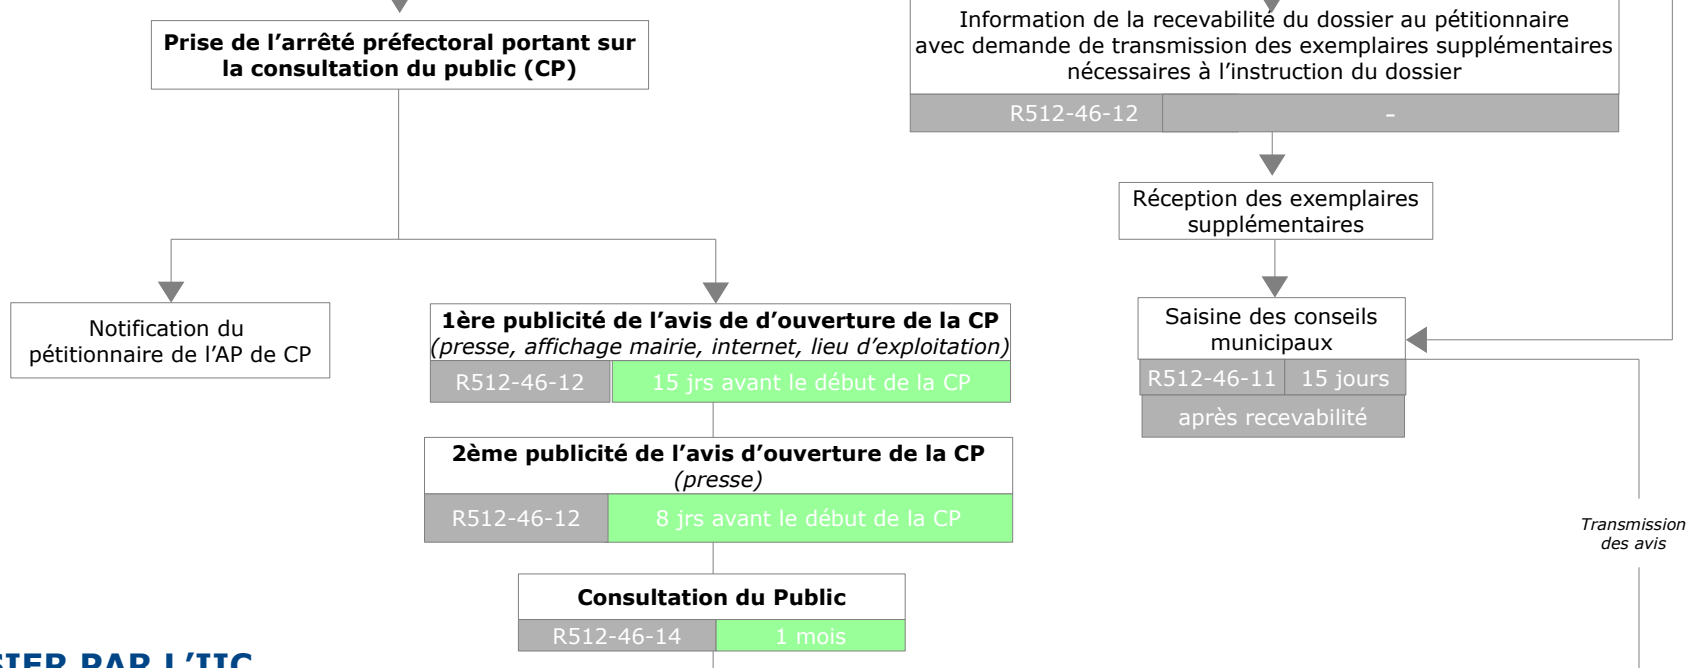 Prise de l’arrêté préfectoral portant sur
la consultation du public (CP)
Information de la recevabilité du dossier au pétitionnaire
avec demande de transmission des exemplaires supplémentaires
nécessaires à l’instruction du dossier
R512-46-12 -
Réception des exemplaires
supplémentaires
Notification du
pétitionnaire de l’AP de CP
1ère publicité de l’avis de d’ouverture de la CP
(presse, affichage mairie, internet, lieu d’exploitation)
R512-46-12 15 jrs avant le début de la CP
Saisine des conseils
municipaux
R512-46-11 15 jours
après recevabilité
2ème publicité de l’avis d’ouverture de la CP
(presse)
R512-46-12 8 jrs avant le début de la CP
Transmission
des avis
Consultation du Public
R512-46-14 1 mois
SIER PAR L’IIC